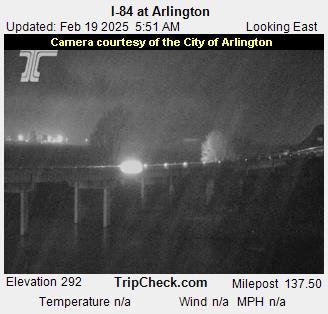 I-84 at Arlington
Updated: Feb 19 2025 5:51 AM Looking East
Camera courtesy of the City of Arlington
Elevation 292 TripCheck.com Milepost 137.50
Temperature n/a Wind n/a MPH n/a